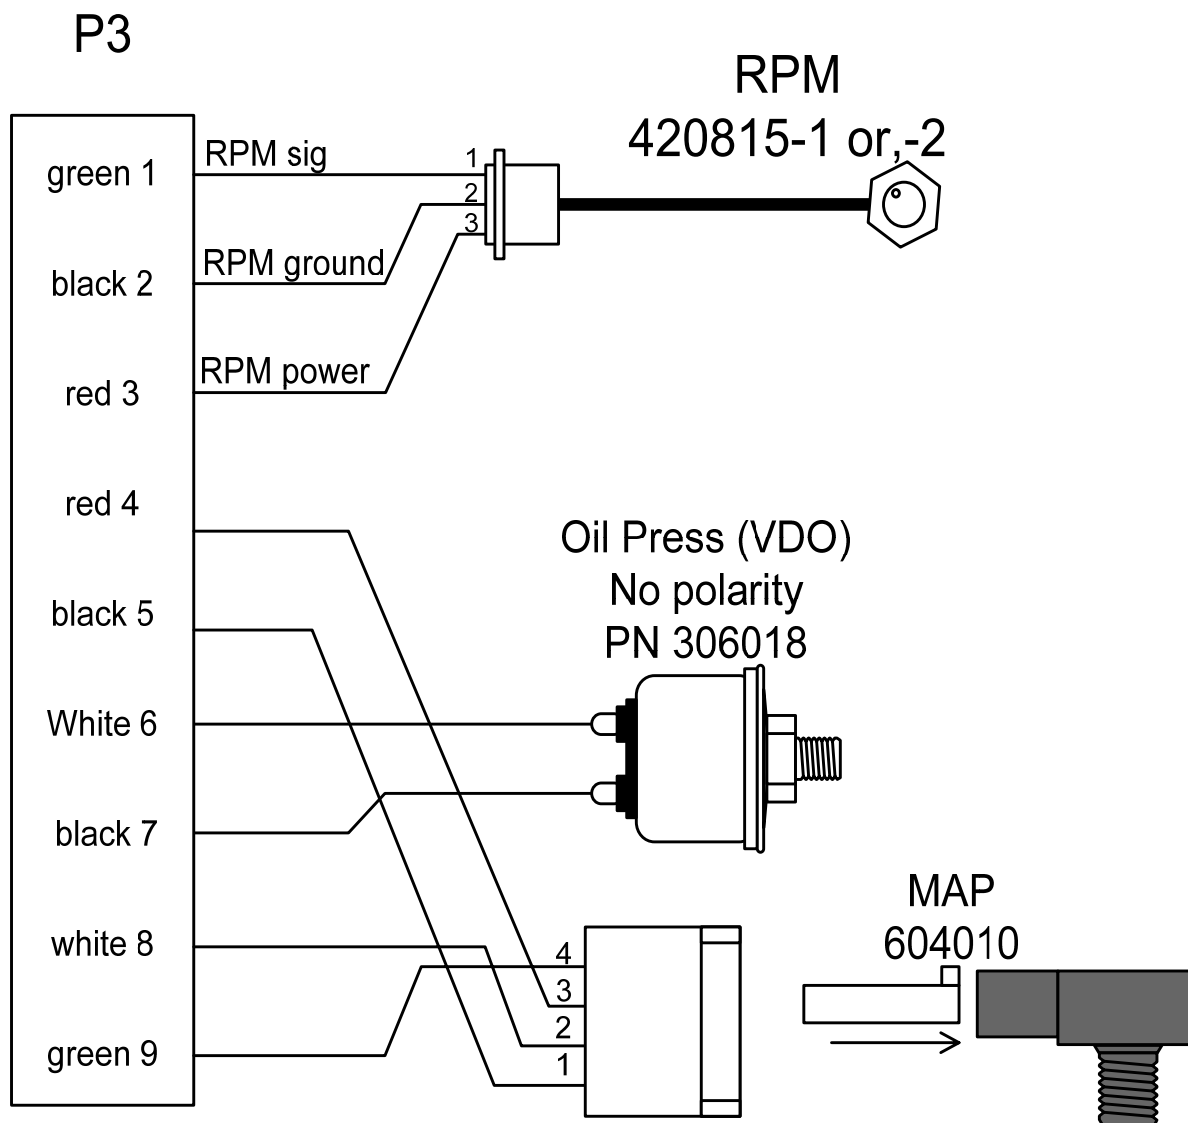 P3
RPM
420815-1 or,-2
green 1
RPM sig
1
2
3
black 2
RPM ground
red 3
RPM power
red 4
Oil Press (VDO)
No polarity
PN 306018
black 5
White 6
black 7
MAP
604010
white 8
4
3
2
1
green 9